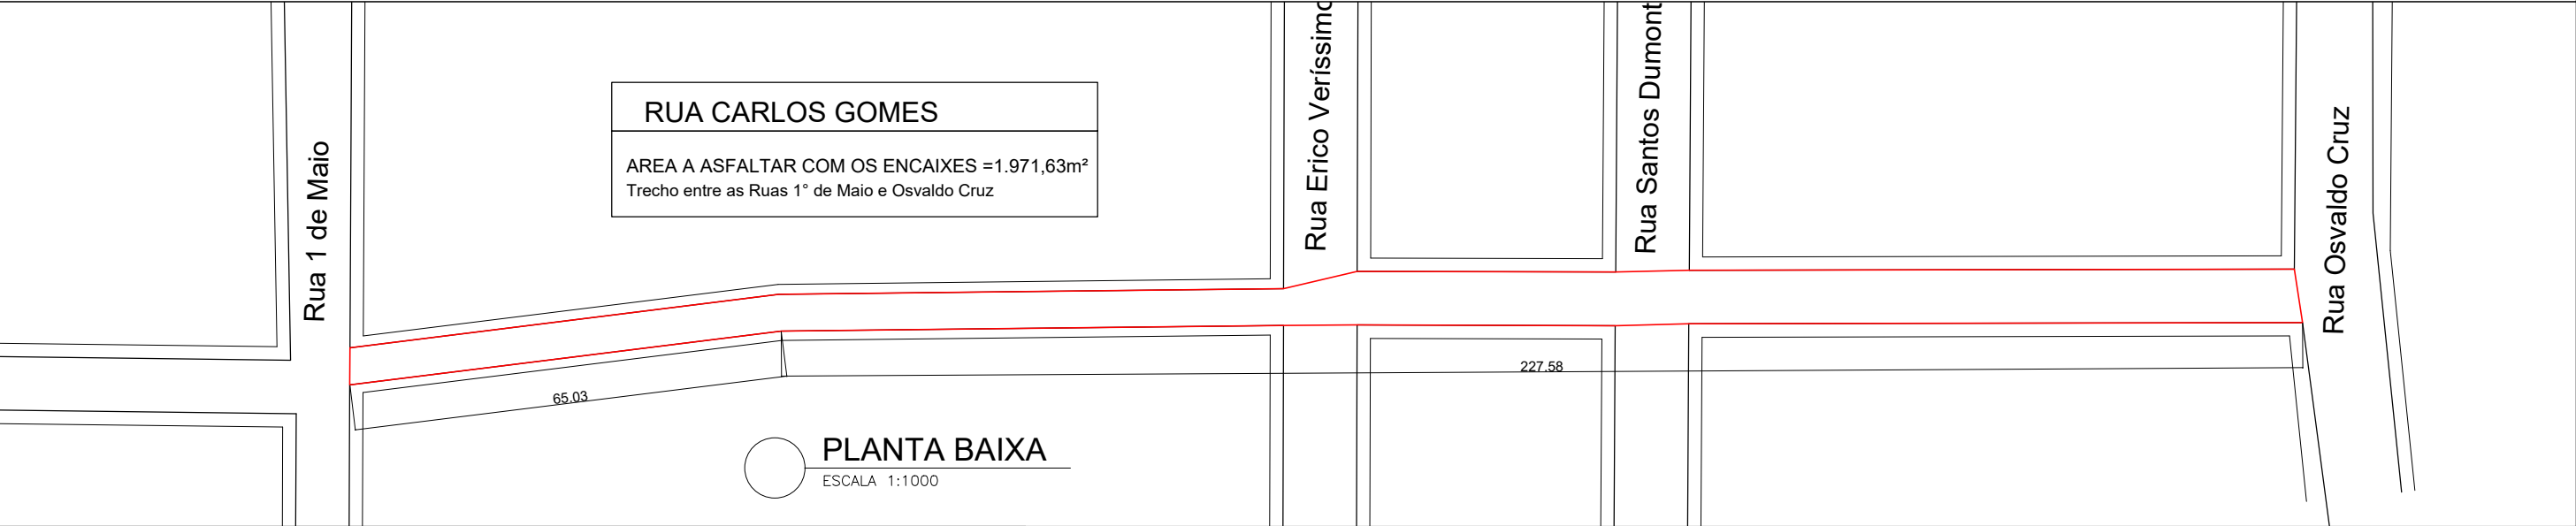 Rua 1 de Maio
RUA CARLOS GOMES
AREA A ASFALTAR COM OS ENCAIXES =1.971,63m²
Trecho entre as Ruas 1° de Maio e Osvaldo Cruz
Rua Erico Veríssimo
Rua Santos Dumont
Rua Osvaldo Cruz
65.03
227.58
PLANTA BAIXA
ESCALA 1:1000